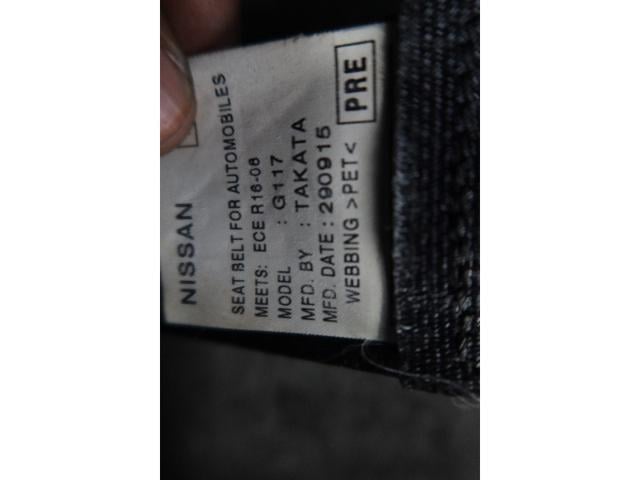 NISSAN
SEAT BELT FOR AUTOMOBILES
MEETS: ECE R16-06
MODEL : G117
MFD. BY : TAKATA
MFD. DATE : 290915
WEBBING >PET<
PRE